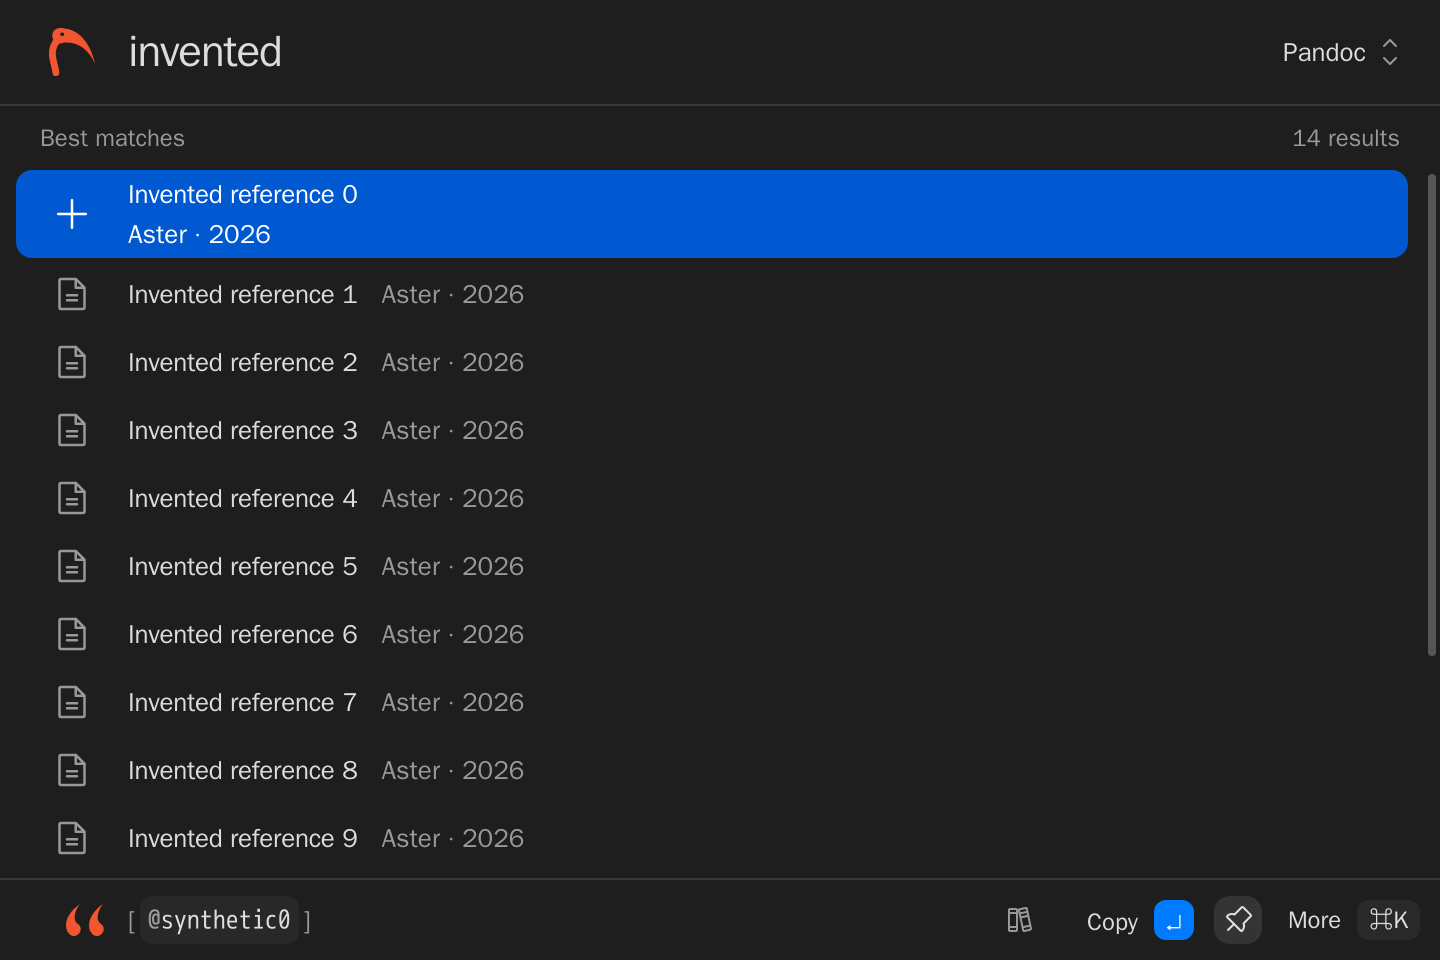 invented
Pandoc
Best matches
14 results
Invented reference 0
Aster · 2026
Invented reference 1 Aster · 2026
Invented reference 2 Aster · 2026
Invented reference 3 Aster · 2026
Invented reference 4 Aster · 2026
Invented reference 5 Aster · 2026
Invented reference 6 Aster · 2026
Invented reference 7 Aster · 2026
Invented reference 8 Aster · 2026
Invented reference 9 Aster · 2026
[@synthetic0]
Copy
More ⌘K